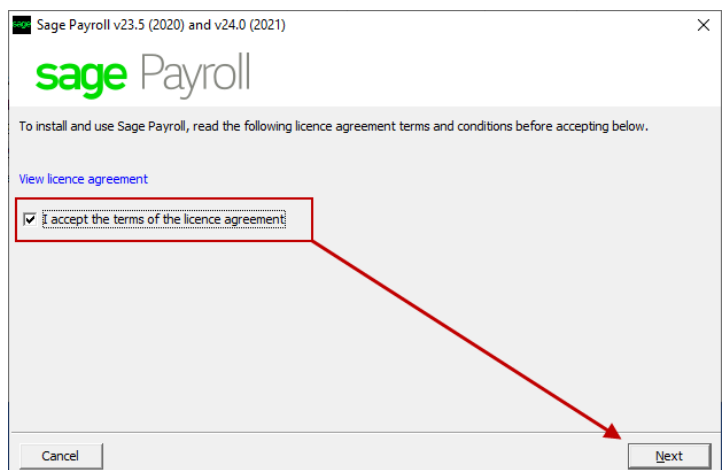 sage Sage Payroll v23.5 (2020) and v24.0 (2021)
sage Payroll
To install and use Sage Payroll, read the following licence agreement terms and conditions before accepting below.
View licence agreement
I accept the terms of the licence agreement
Cancel
Next